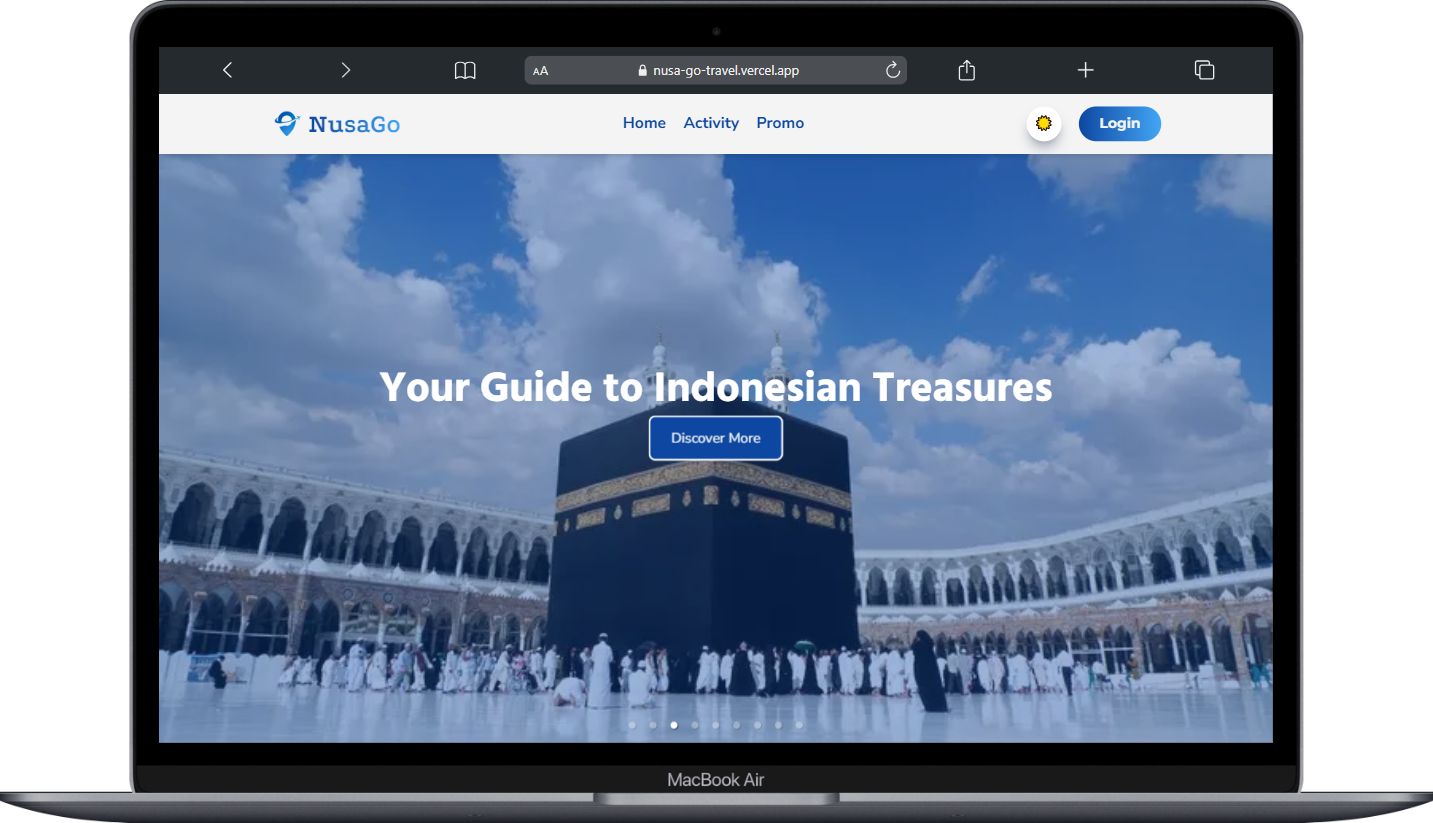 AA
nusa-go-travel.vercel.app
NusaGo
Home
Activity
Promo
Login
Your Guide to Indonesian Treasures
Discover More
MacBook Air